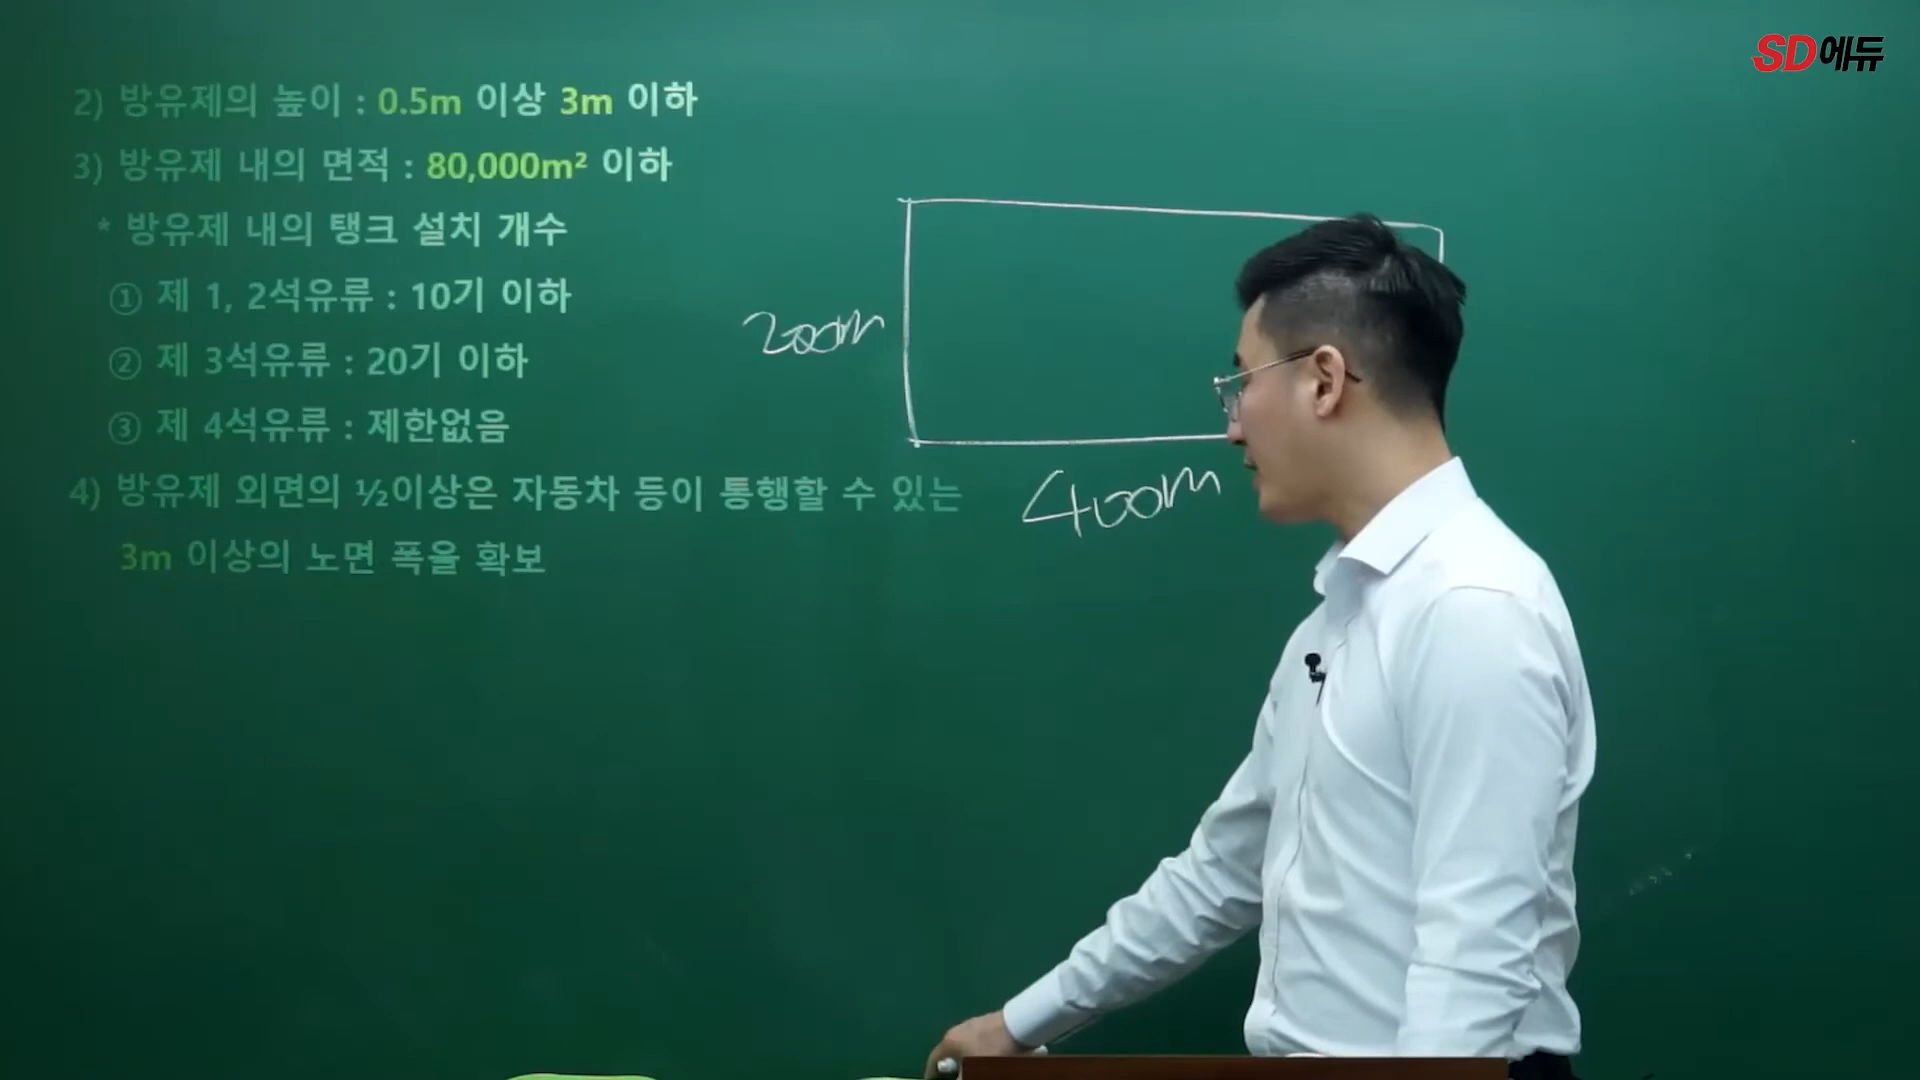 SD에듀
2) 방유제의 높이 : 0.5m 이상 3m 이하
3) 방유제 내의 면적 : 80,000m² 이하
* 방유제 내의 탱크 설치 개수
① 제 1, 2석유류 : 10기 이하
② 제 3석유류 : 20기 이하
③ 제 4석유류 : 제한없음
4) 방유제 외면의 ½이상은 자동차 등이 통행할 수 있는
3m 이상의 노면 폭을 확보
200m
400m